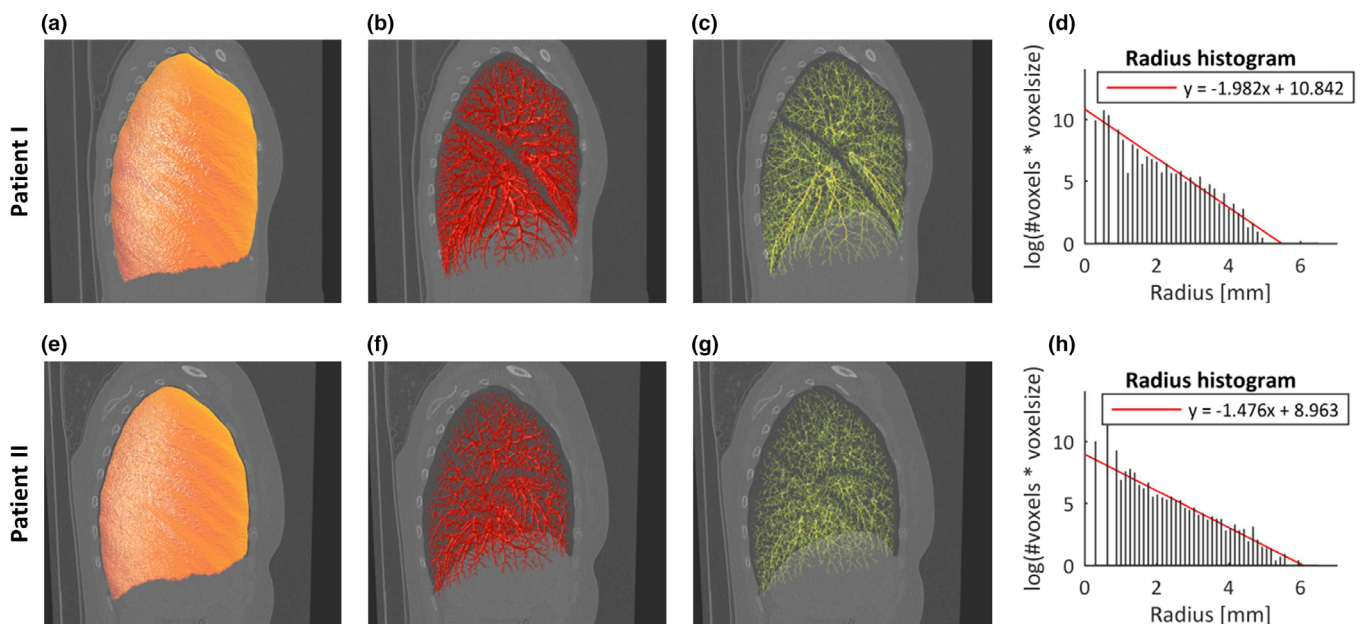 (a)
(b)
(c)
(d)
Patient I
Radius histogram
y = -1.982x + 10.842
log(#voxels * voxelsize)
10
5
0
0 2 4 6
Radius [mm]
(e)
(f)
(g)
(h)
Patient II
Radius histogram
y = -1.476x + 8.963
log(#voxels * voxelsize)
10
5
0
0 2 4 6
Radius [mm]